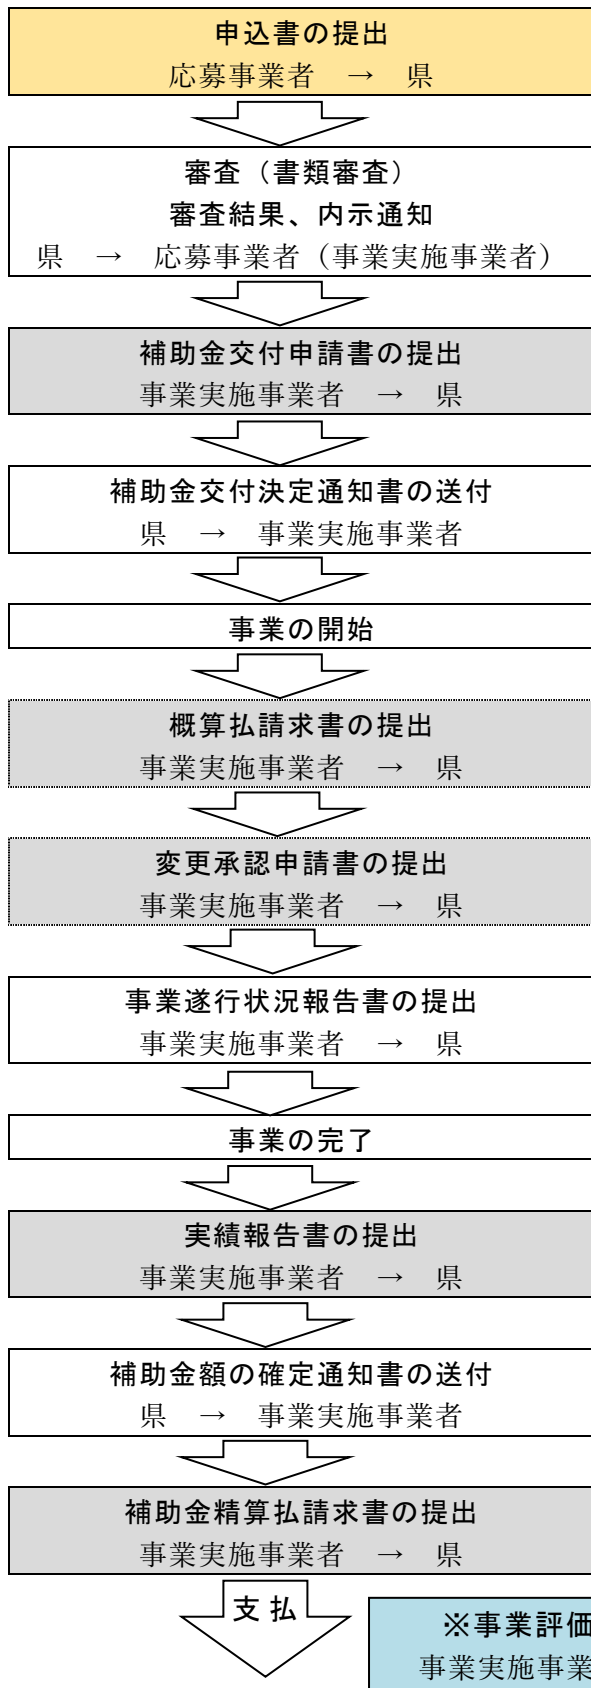 申込書の提出
応募事業者　→　県
審査（書類審査）
審査結果、内示通知
県　→　応募事業者（事業実施事業者）
補助金交付申請書の提出
事業実施事業者　→　県
補助金交付決定通知書の送付
県　→　事業実施事業者
事業の開始
概算払請求書の提出
事業実施事業者　→　県
変更承認申請書の提出
事業実施事業者　→　県
事業遂行状況報告書の提出
事業実施事業者　→　県
事業の完了
実績報告書の提出
事業実施事業者　→　県
補助金額の確定通知書の送付
県　→　事業実施事業者
補助金精算払請求書の提出
事業実施事業者　→　県
支払
※事業評価
事業実施事業